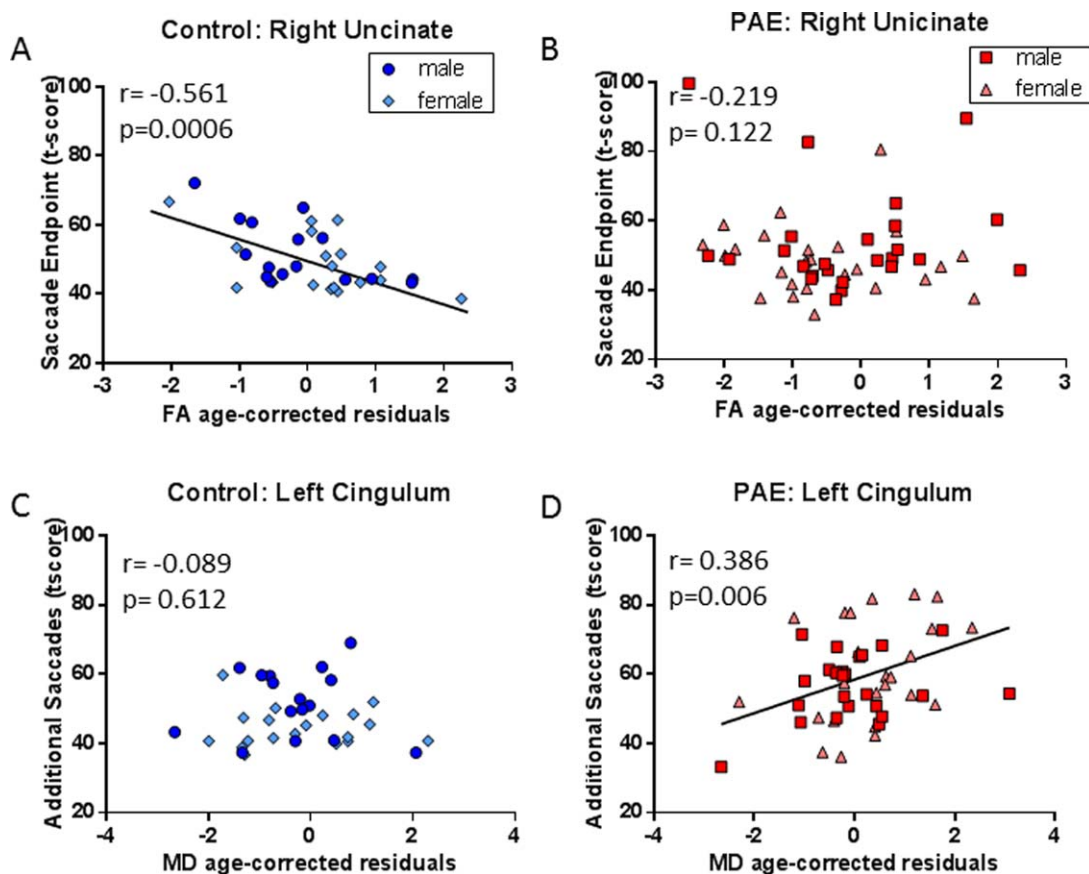 A
Control: Right Uncinate
male
female
r= -0.561
p=0.0006
Saccade Endpoint (t-score)
100
80
60
40
20
-3
-2
-1
0
1
2
3
FA age-corrected residuals
B
PAE: Right Unicinate
male
female
r= -0.219
p= 0.122
Saccade Endpoint (t-score)
100
80
60
40
20
-3
-2
-1
0
1
2
3
FA age-corrected residuals
C
Control: Left Cingulum
r= -0.089
p= 0.612
Additional Saccades (tscore)
100
80
60
40
20
-4
-2
0
2
4
MD age-corrected residuals
D
PAE: Left Cingulum
r= 0.386
p=0.006
Additional Saccades (tscore)
100
80
60
40
20
-4
-2
0
2
4
MD age-corrected residuals